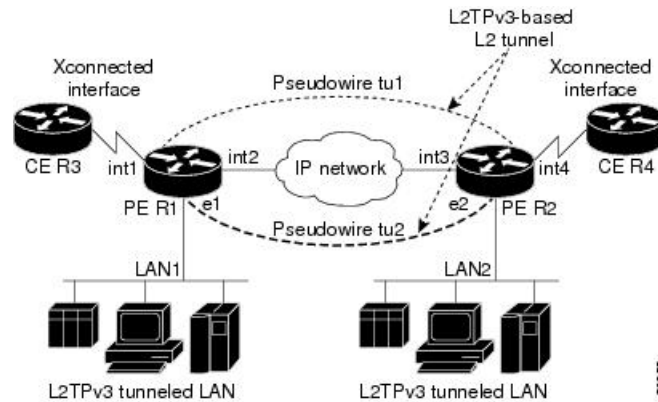 L2TPv3-based
L2 tunnel
Xconnected
interface
Pseudowire tu1
Xconnected
interface
CE R3
int1
int2
IP network
int3
int4
CE R4
PE R1
e1
Pseudowire tu2
e2
PE R2
LAN1
LAN2
L2TPv3 tunneled LAN
L2TPv3 tunneled LAN